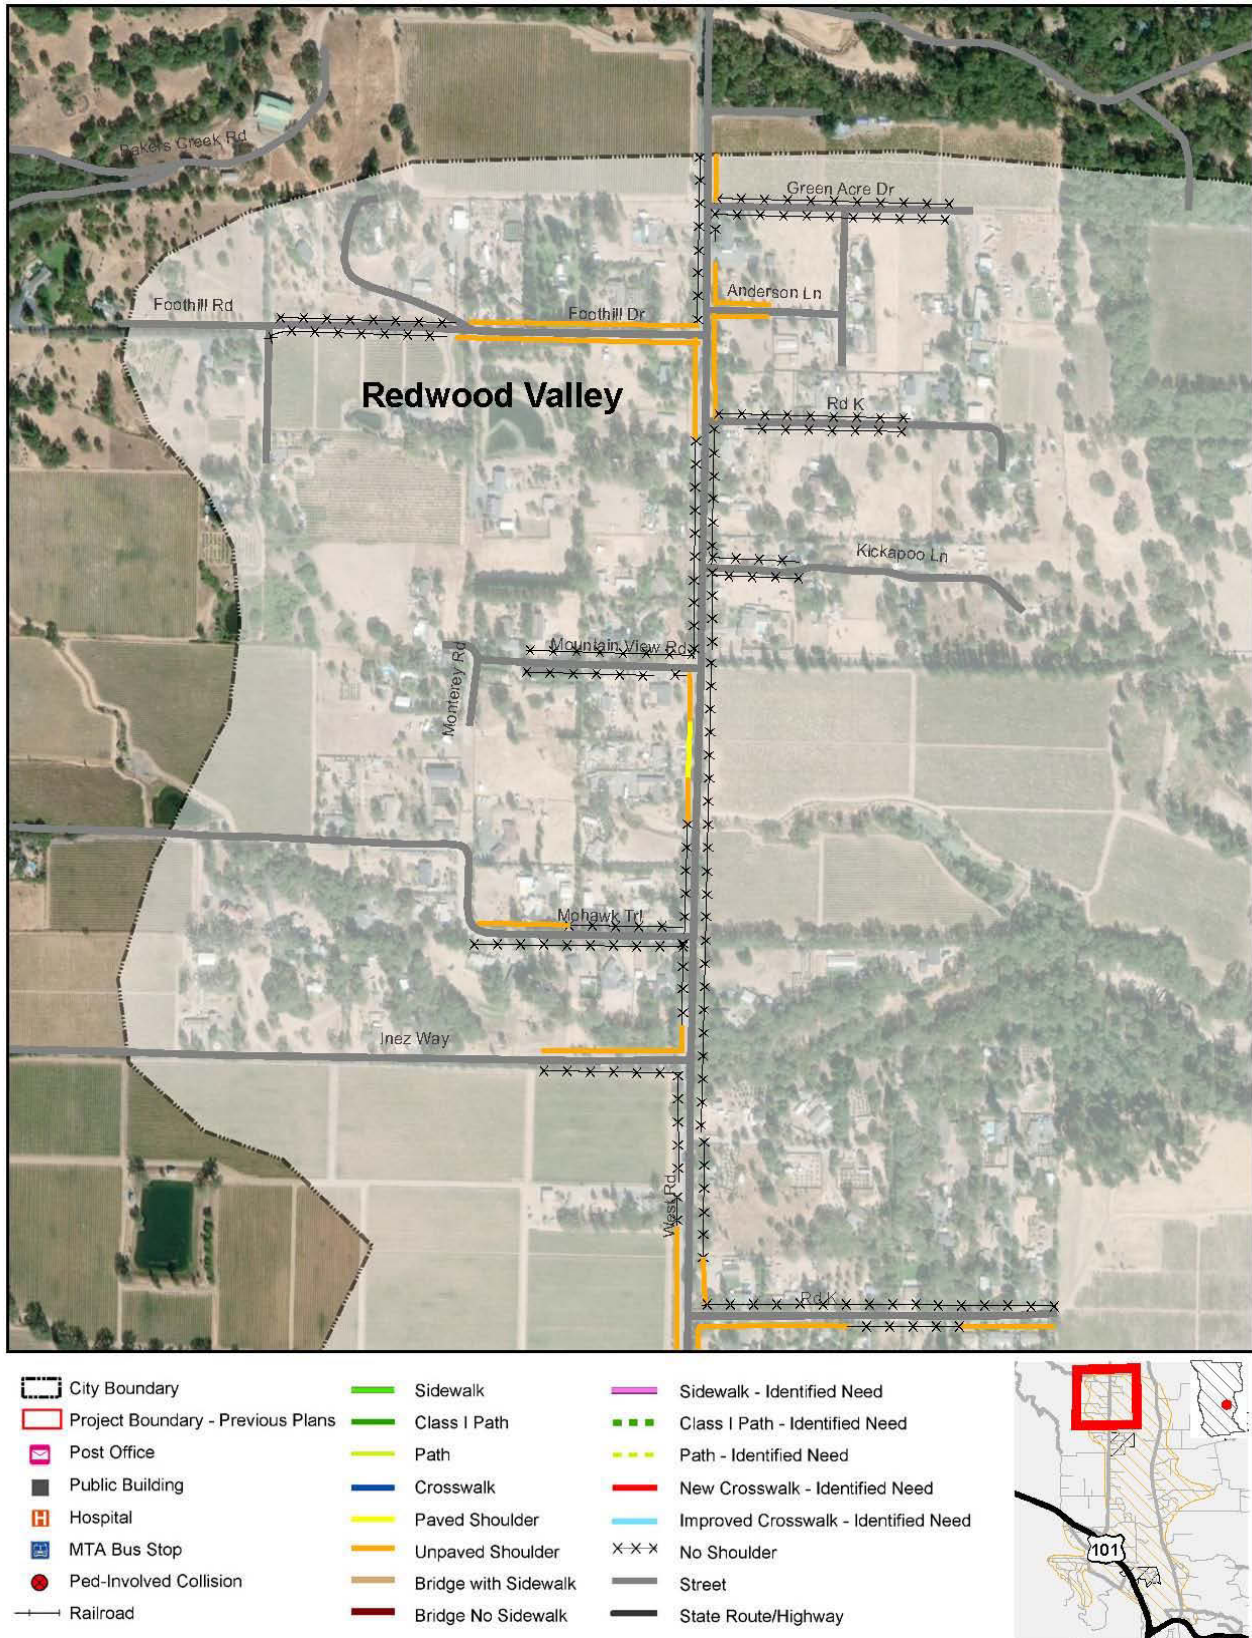 Bakers Creek Rd
Green Acre Dr
Foothill Rd
Foothill Dr
Anderson Ln
Redwood Valley
Rd K
Kickapoo Ln
Mountain View Rd
Monterey Rd
Mohawk Trl
Inez Way
West Rd
Rd K
City Boundary
Project Boundary - Previous Plans
Post Office
Public Building
H Hospital
MTA Bus Stop
Ped-Involved Collision
Railroad
Sidewalk
Class I Path
Path
Crosswalk
Paved Shoulder
Unpaved Shoulder
Bridge with Sidewalk
Bridge No Sidewalk
Sidewalk - Identified Need
Class I Path - Identified Need
Path - Identified Need
New Crosswalk - Identified Need
Improved Crosswalk - Identified Need
No Shoulder
Street
State Route/Highway
101